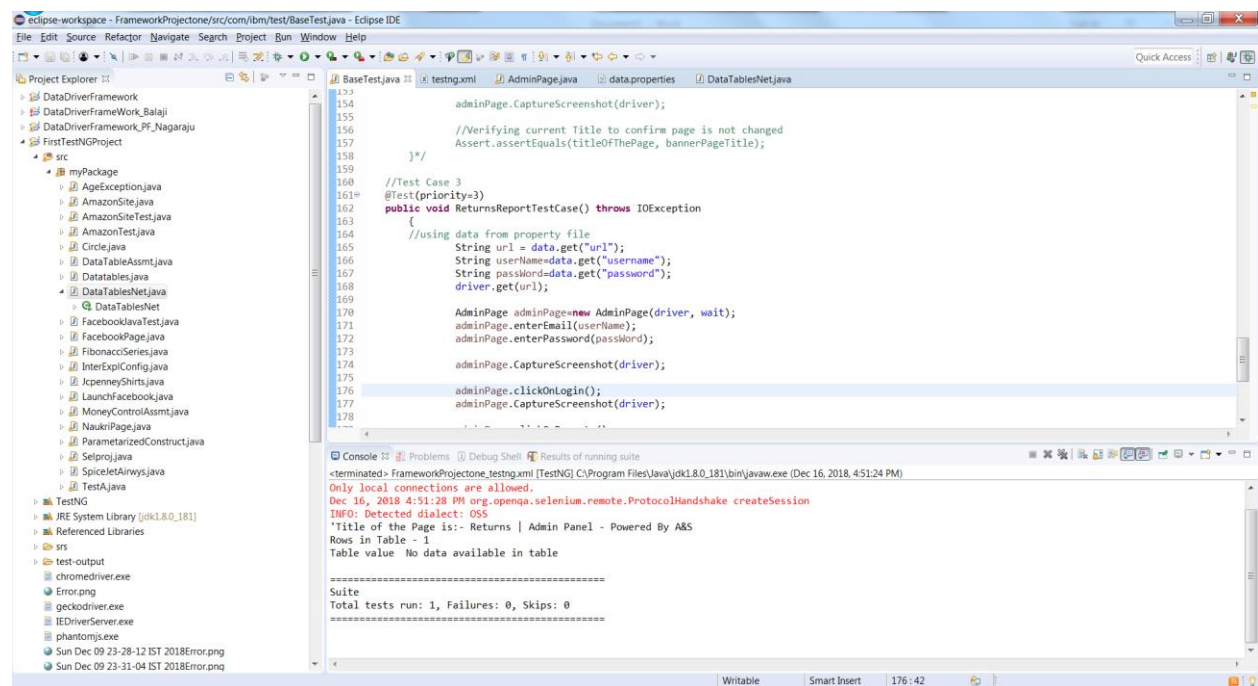 eclipse-workspace - FrameworkProjectone/src/com/ibm/test/BaseTest.java - Eclipse IDE
File Edit Source Refactor Navigate Search Project Run Window Help
Quick Access
Project Explorer
DataDriverFramework
DataDriverFrameWork_Balaji
DataDriverFramework_PF_Nagaraju
FirstTestNGProject
src
myPackage
AgeException.java
AmazonSite.java
AmazonSiteTest.java
AmazonTest.java
Circle.java
DataTableAssmt.java
Datatables.java
DataTablesNet.java
DataTablesNet
FacebookJavaTest.java
FacebookPage.java
FibonacciSeries.java
InterExplConfig.java
JcpenneyShirts.java
LaunchFacebook.java
MoneyControlAssmt.java
NaukriPage.java
ParametarizedConstruct.java
Selproj.java
SpiceJetAirwys.java
TestA.java
TestNG
JRE System Library [jdk1.8.0_181]
Referenced Libraries
srs
test-output
chromedriver.exe
Error.png
geckodriver.exe
IEDriverServer.exe
phantomjs.exe
Sun Dec 09 23-28-12 IST 2018Error.png
Sun Dec 09 23-31-04 IST 2018Error.png
BaseTest.java testng.xml AdminPage.java data.properties DataTablesNet.java
153
154 adminPage.CaptureScreenshot(driver);
155
156 //Verifying current Title to confirm page is not changed
157 Assert.assertEquals(titleOfThePage, bannerPageTitle);
158 }*/
159
160 //Test Case 3
161 @Test(priority=3)
162 public void ReturnsReportTestCase() throws IOException
163 {
164 //using data from property file
165 String url = data.get("url");
166 String userName=data.get("username");
167 String passWord=data.get("password");
168 driver.get(url);
169
170 AdminPage adminPage=new AdminPage(driver, wait);
171 adminPage.enterEmail(userName);
172 adminPage.enterPassword(passWord);
173
174 adminPage.CaptureScreenshot(driver);
175
176 adminPage.clickOnLogin();
177 adminPage.CaptureScreenshot(driver);
178
Console Problems Debug Shell Results of running suite
<terminated> FrameworkProjectone_testng.xml [TestNG] C:\Program Files\Java\jdk1.8.0_181\bin\javaw.exe (Dec 16, 2018, 4:51:24 PM)
Only local connections are allowed.
Dec 16, 2018 4:51:28 PM org.openqa.selenium.remote.ProtocolHandshake createSession
INFO: Detected dialect: OSS
'Title of the Page is:- Returns | Admin Panel - Powered By A&S
Rows in Table - 1
Table value No data available in table
===============================================
Suite
Total tests run: 1, Failures: 0, Skips: 0
===============================================
Writable Smart Insert 176 : 42